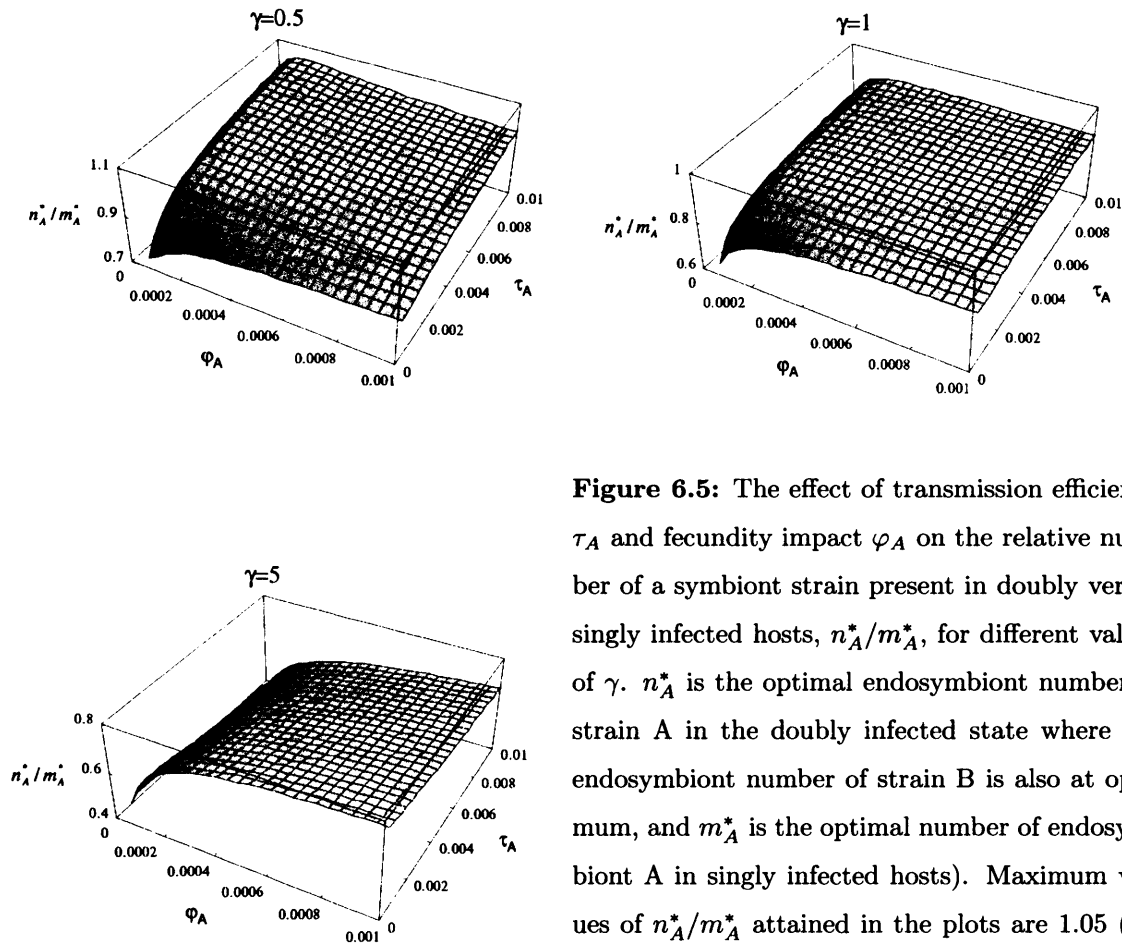 γ=0.5
1.1
0.9
0.7
n*A/m*A
0
0.0002
0.0004
0.0006
0.0008
0.001
φA
0
0.002
0.004
0.006
0.008
0.01
τA
γ=1
1
0.8
0.6
n*A/m*A
0
0.0002
0.0004
0.0006
0.0008
0.001
φA
0
0.002
0.004
0.006
0.008
0.01
τA
γ=5
0.8
0.6
0.4
n*A/m*A
0
0.0002
0.0004
0.0006
0.0008
0.001
φA
0
0.002
0.004
0.006
0.008
0.01
τA
Figure 6.5: The effect of transmission efficien
τA and fecundity impact φA on the relative nu
ber of a symbiont strain present in doubly ver
singly infected hosts, n*A/m*A, for different val
of γ. n*A is the optimal endosymbiont number
strain A in the doubly infected state where
endosymbiont number of strain B is also at op
mum, and m*A is the optimal number of endosy
biont A in singly infected hosts). Maximum v
ues of n*A/m*A attained in the plots are 1.05 (